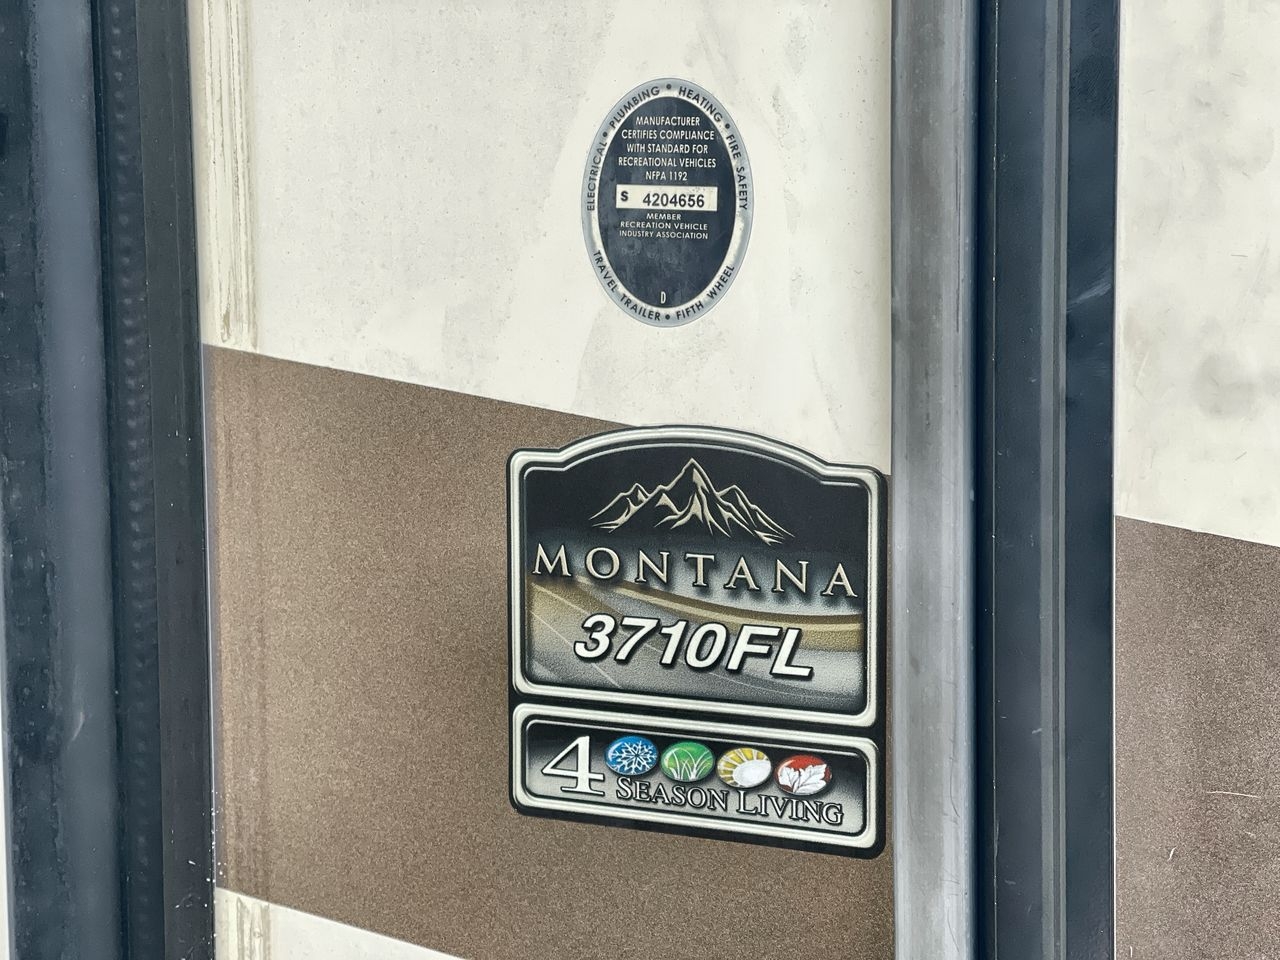 ELECTRICAL • PLUMBING • HEATING • FIRE SAFETY
MANUFACTURER
CERTIFIES COMPLIANCE
WITH STANDARD FOR
RECREATIONAL VEHICLES
NFPA 1192
S 4204656
MEMBER
RECREATION VEHICLE
INDUSTRY ASSOCIATION
D
TRAVEL TRAILER • FIFTH WHEEL
MONTANA
3710FL
4 SEASON LIVING